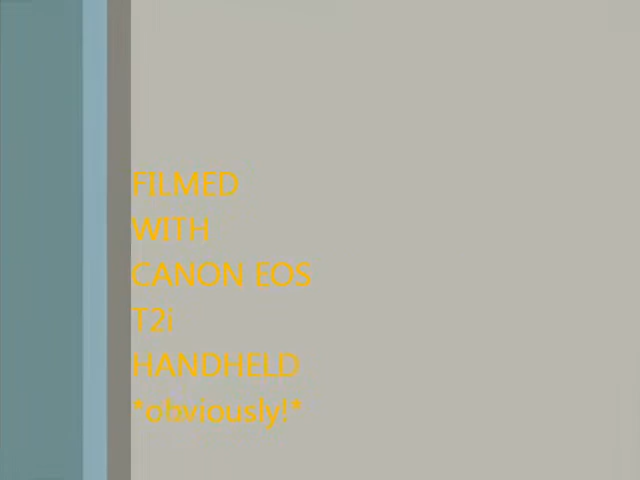 FILMED
WITH
CANON EOS
T2i
HANDHELD
*obviously!*